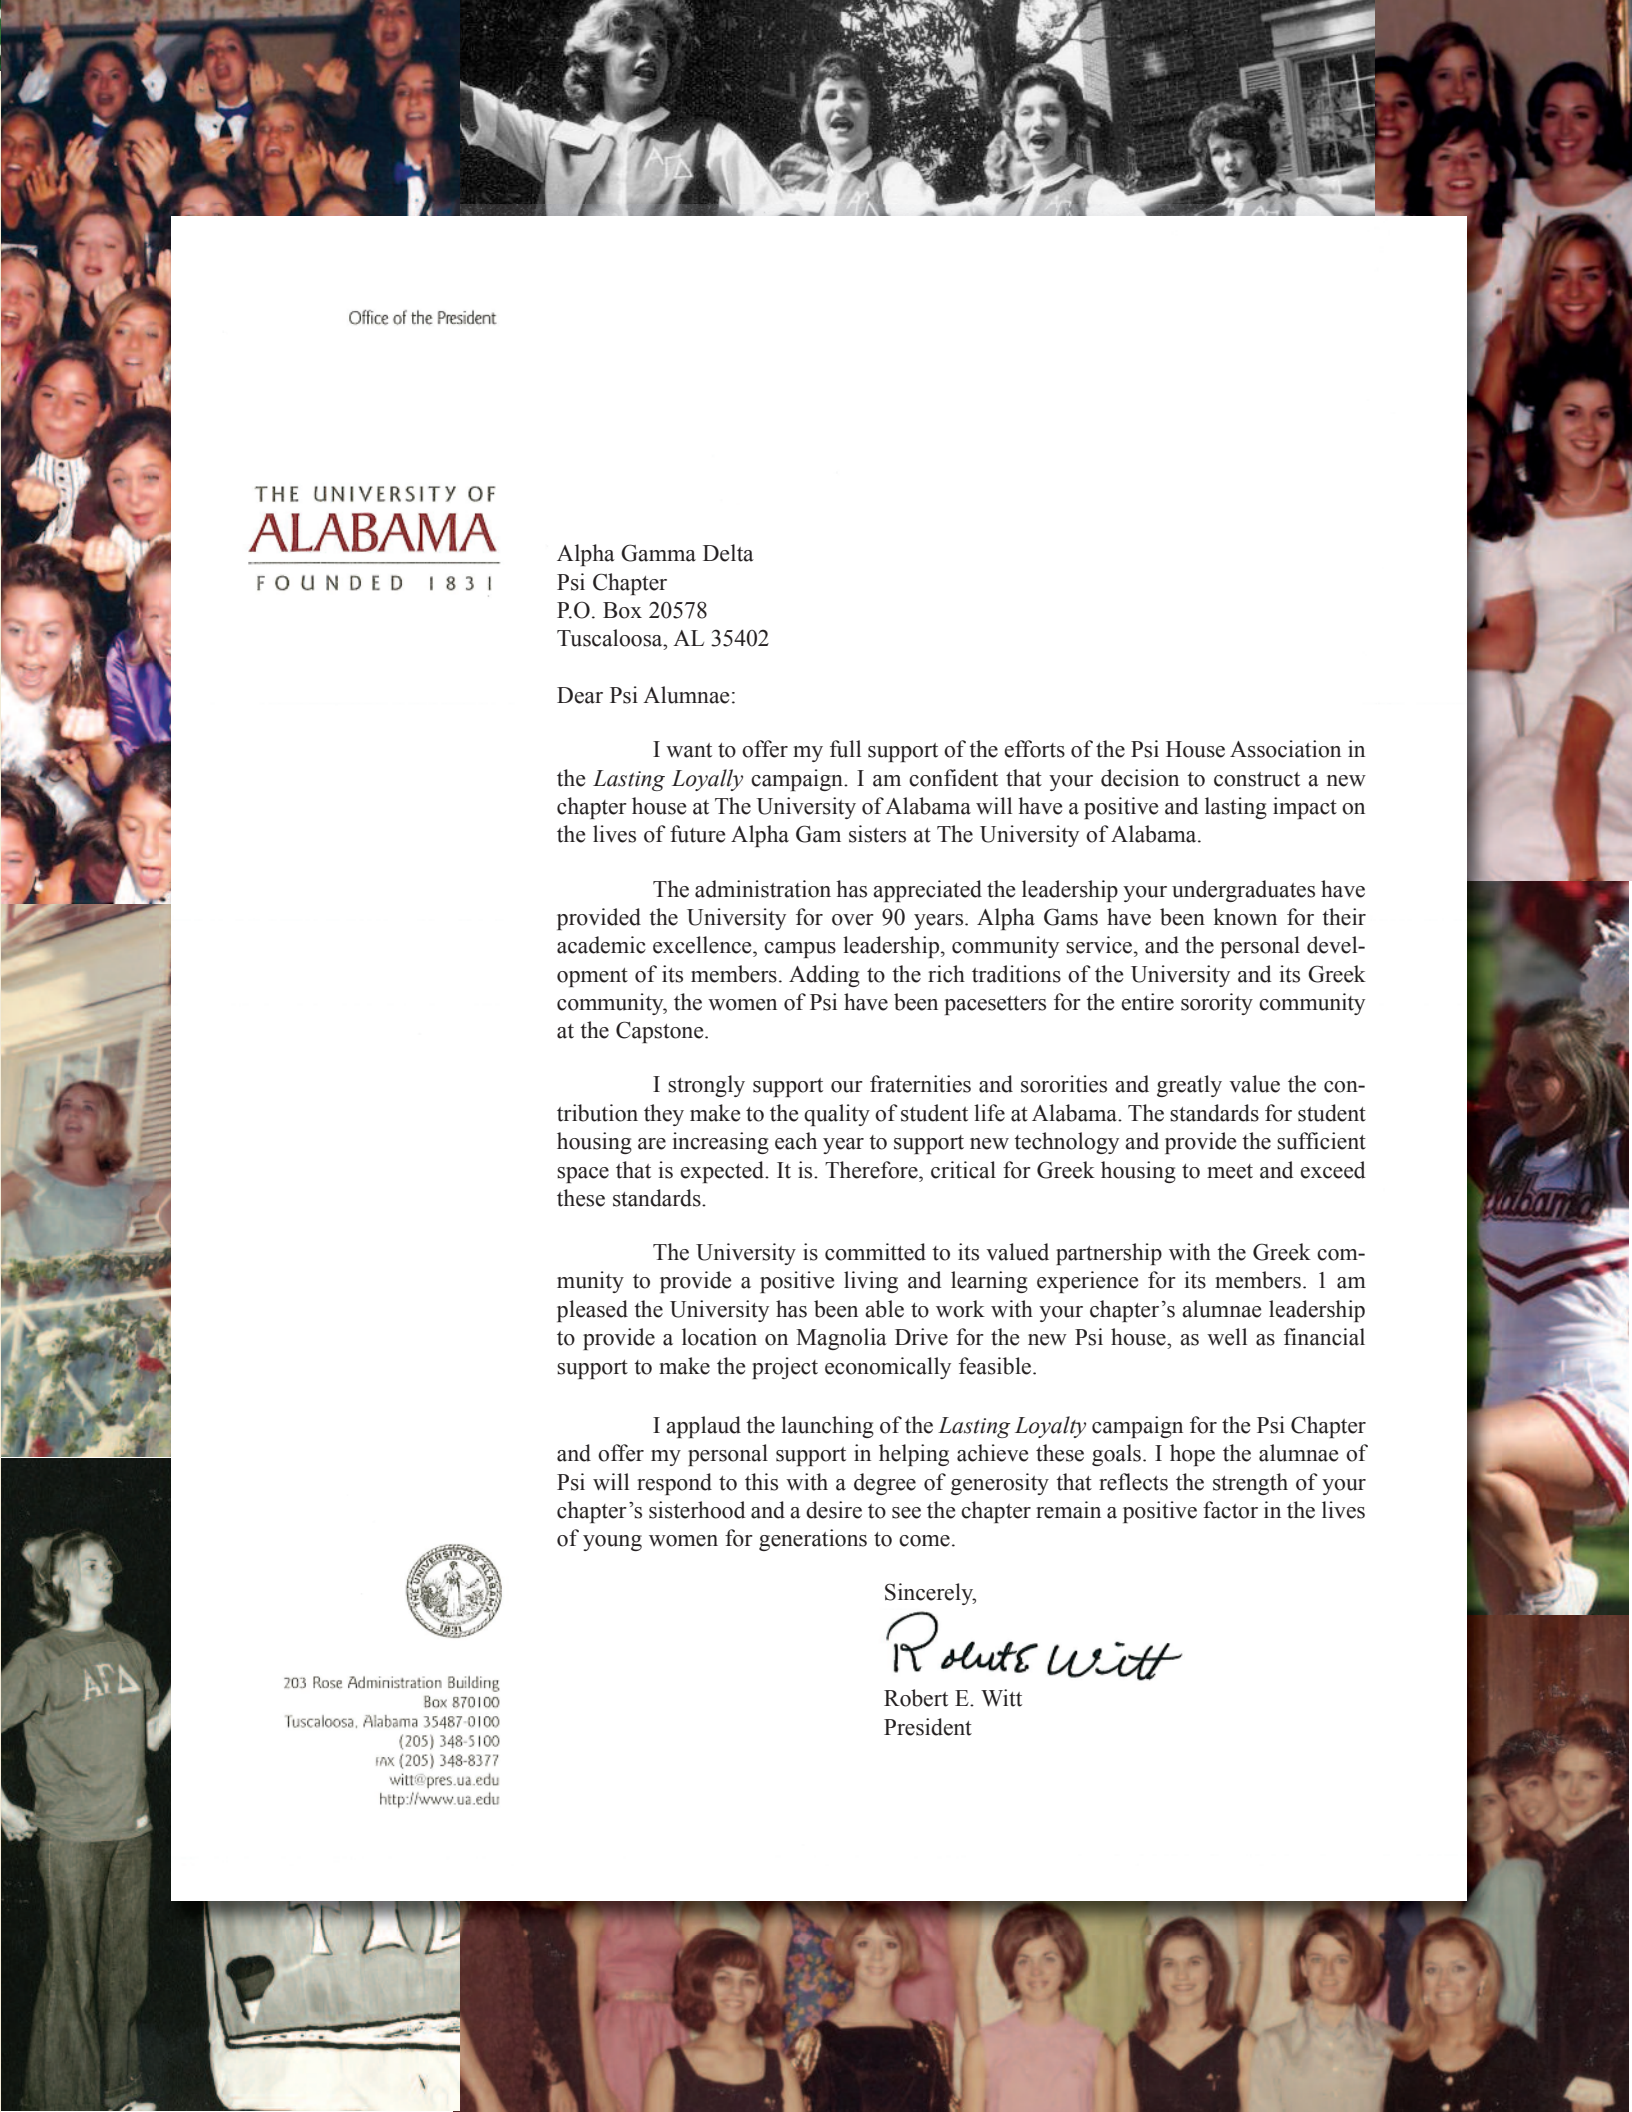 ΑΓΔ
Office of the President
THE UNIVERSITY OF
ALABAMA
FOUNDED 1831
Alpha Gamma Delta
Psi Chapter
P.O. Box 20578
Tuscaloosa, AL 35402
Dear Psi Alumnae:
I want to offer my full support of the efforts of the Psi House Association in
the Lasting Loyally campaign. I am confident that your decision to construct a new
chapter house at The University of Alabama will have a positive and lasting impact on
the lives of future Alpha Gam sisters at The University of Alabama.
The administration has appreciated the leadership your undergraduates have
provided the University for over 90 years. Alpha Gams have been known for their
academic excellence, campus leadership, community service, and the personal devel-
opment of its members. Adding to the rich traditions of the University and its Greek
community, the women of Psi have been pacesetters for the entire sorority community
at the Capstone.
I strongly support our fraternities and sororities and greatly value the con-
tribution they make to the quality of student life at Alabama. The standards for student
housing are increasing each year to support new technology and provide the sufficient
space that is expected. It is. Therefore, critical for Greek housing to meet and exceed
these standards.
The University is committed to its valued partnership with the Greek com-
munity to provide a positive living and learning experience for its members. 1 am
pleased the University has been able to work with your chapter’s alumnae leadership
to provide a location on Magnolia Drive for the new Psi house, as well as financial
support to make the project economically feasible.
I applaud the launching of the Lasting Loyalty campaign for the Psi Chapter
and offer my personal support in helping achieve these goals. I hope the alumnae of
Psi will respond to this with a degree of generosity that reflects the strength of your
chapter’s sisterhood and a desire to see the chapter remain a positive factor in the lives
of young women for generations to come.
Sincerely,
Robert E Witt
Robert E. Witt
President
THE UNIVERSITY OF ALABAMA
1831
203 Rose Administration Building
Box 870100
Tuscaloosa, Alabama 35487-0100
(205) 348-5100
FAX (205) 348-8377
witt@pres.ua.edu
http://www.ua.edu
Alabama
ΑΓΔ